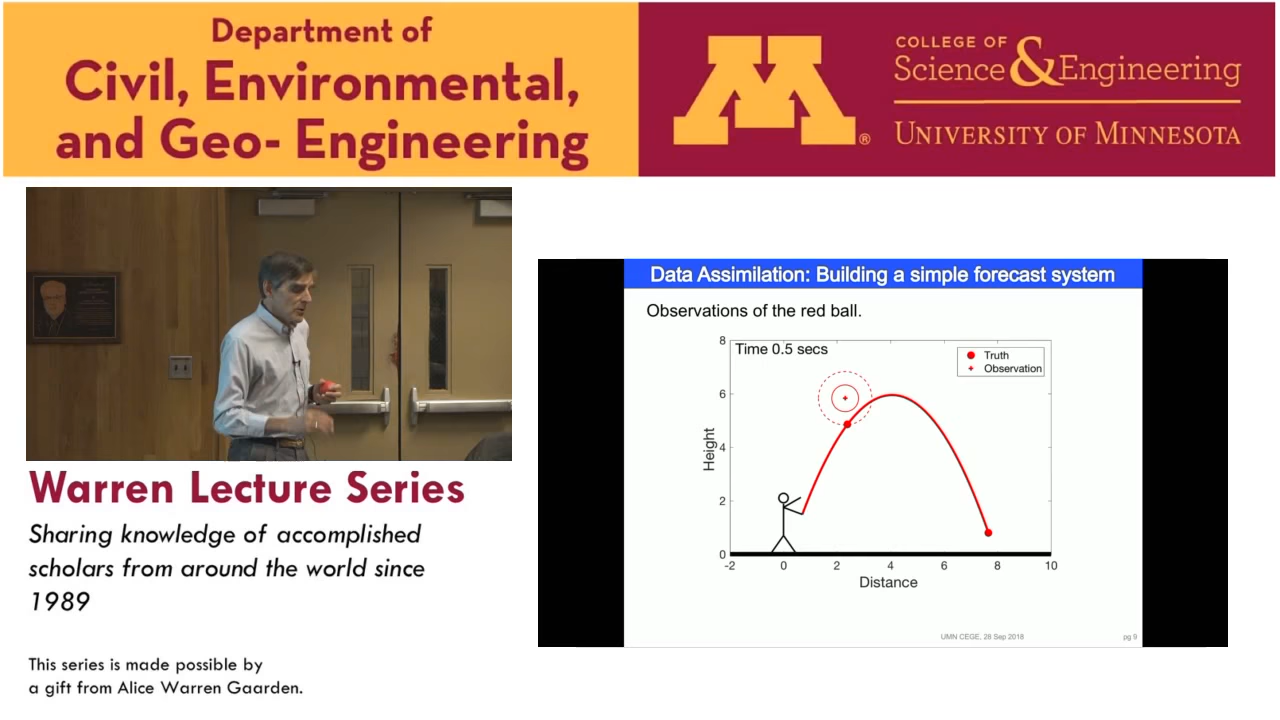 Department of
Civil, Environmental,
and Geo- Engineering
M®
COLLEGE OF
Science & Engineering
UNIVERSITY OF MINNESOTA
Data Assimilation: Building a simple forecast system
Observations of the red ball.
Time 0.5 secs
Truth
Observation
8
6
4
2
0
Height
-2 0 2 4 6 8 10
Distance
UMN CEGE, 28 Sep 2018 pg 9
Warren Lecture Series
Sharing knowledge of accomplished
scholars from around the world since
1989
This series is made possible by
a gift from Alice Warren Gaarden.